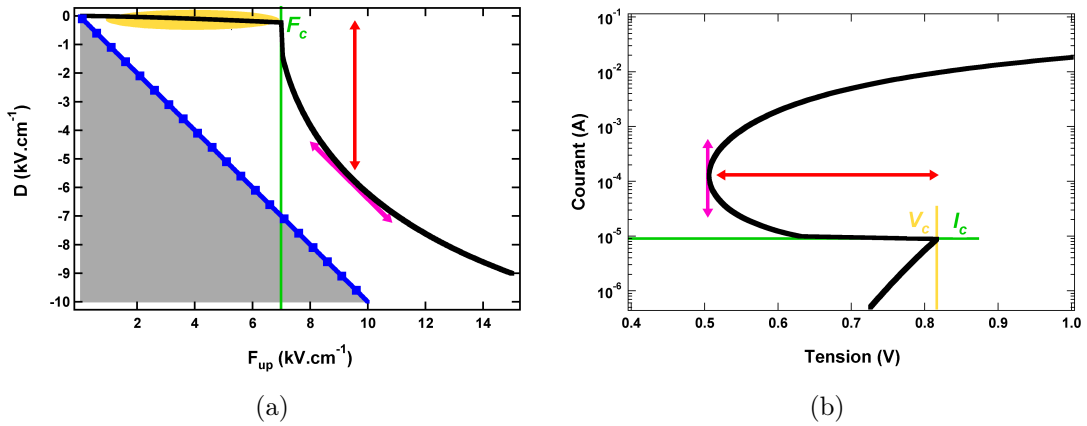 0
-1
-2
-3
-4
-5
-6
-7
-8
-9
-10
D (kV.cm⁻¹)
F_c
2 4 6 8 10 12 14
F_up (kV.cm⁻¹)
(a)
10⁻¹
10⁻²
10⁻³
10⁻⁴
10⁻⁵
10⁻⁶
Courant (A)
V_c I_c
0.4 0.5 0.6 0.7 0.8 0.9 1.0
Tension (V)
(b)